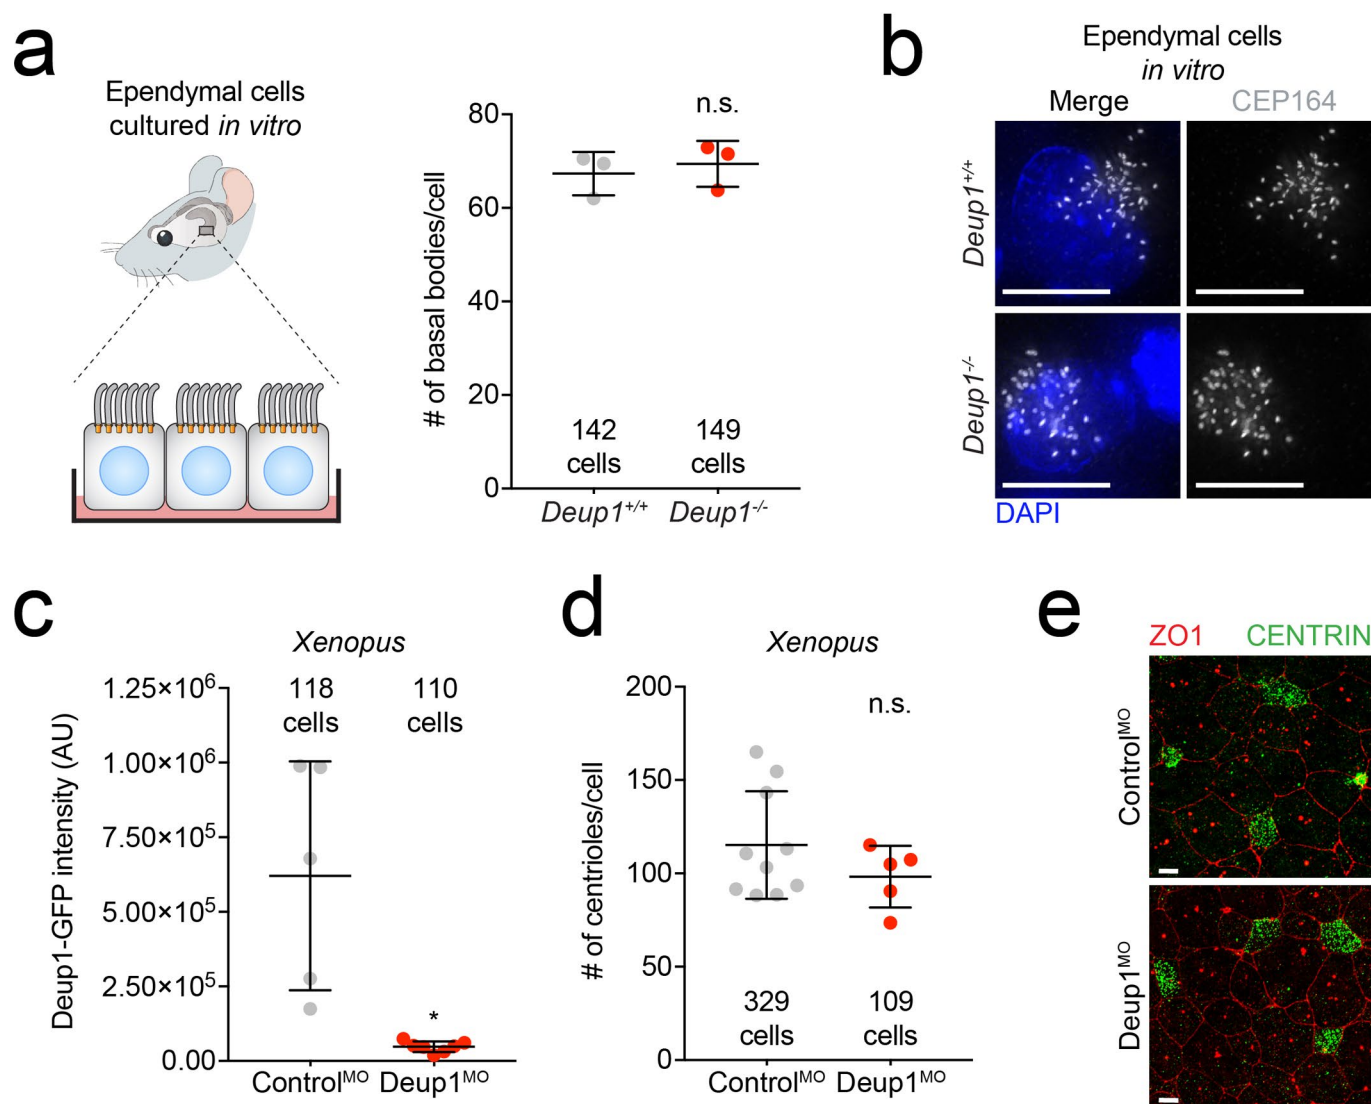 a
Ependymal cells
cultured in vitro
# of basal bodies/cell
80
60
40
20
0
n.s.
142
cells
149
cells
Deup1+/+
Deup1-/-
b
Ependymal cells
in vitro
Merge
CEP164
Deup1+/+
Deup1-/-
DAPI
c
Xenopus
Deup1-GFP intensity (AU)
1.25×10⁶
1.00×10⁶
7.50×10⁵
5.00×10⁵
2.50×10⁵
0.00
118
cells
110
cells
*
ControlMO
Deup1MO
d
Xenopus
# of centrioles/cell
200
150
100
50
0
n.s.
329
cells
109
cells
ControlMO
Deup1MO
e
ZO1 CENTRIN
ControlMO
Deup1MO